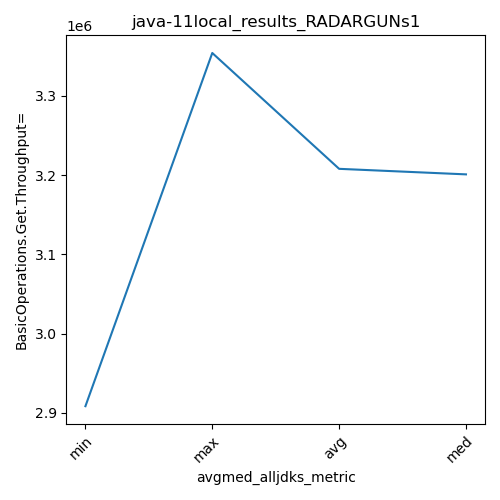 java-11local_results_RADARGUNs1
1e6
BasicOperations.Get.Throughput=
3.3
3.2
3.1
3.0
2.9
min
max
avg
med
avgmed_alljdks_metric